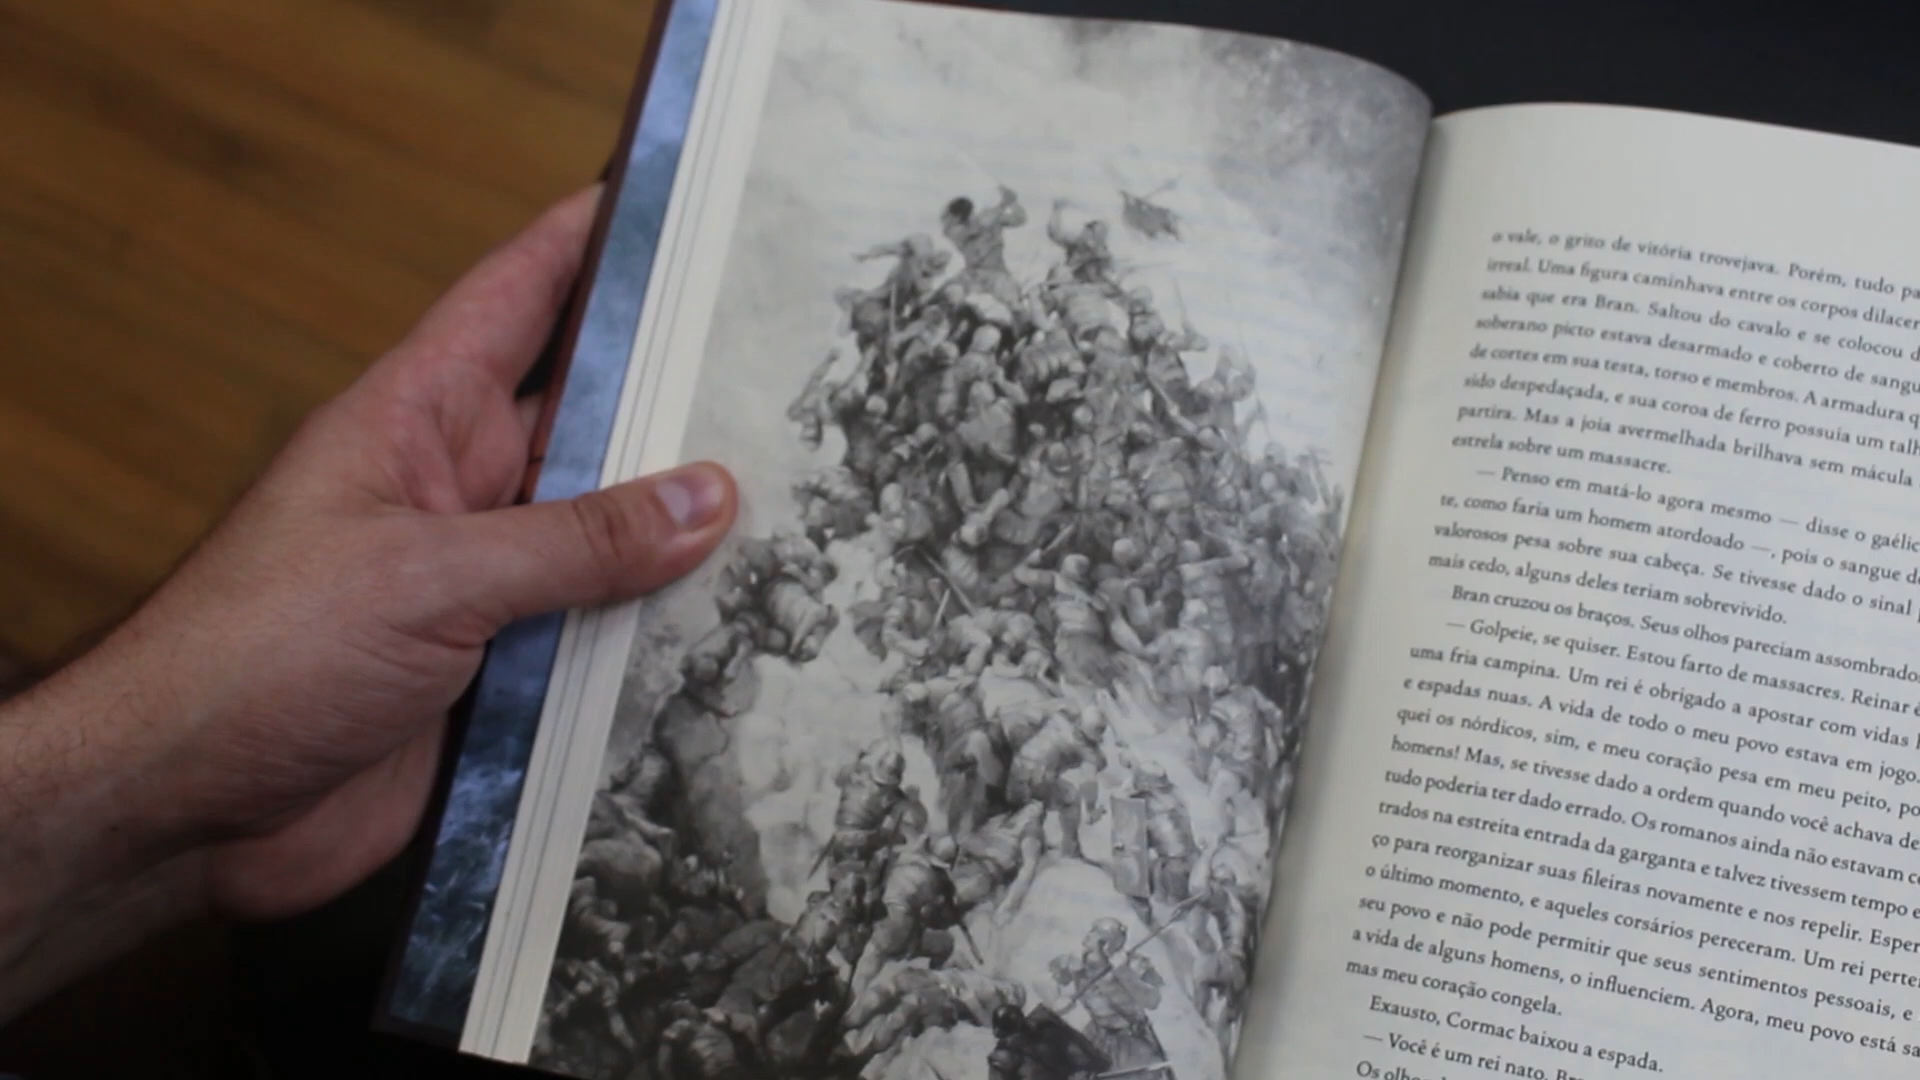 o vale, o grito de vitória trovejava. Porém, tudo pa
irreal. Uma figura caminhava entre os corpos dilacer
sabia que era Bran. Saltou do cavalo e se colocou d
soberano picto estava desarmado e coberto de sangu
de cortes em sua testa, torso e membros. A armadura q
sido despedaçada, e sua coroa de ferro possuia um talh
partira. Mas a joia avermelhada brilhava sem mácula
estrela sobre um massacre.
— Penso em matá-lo agora mesmo — disse o gaélic
te, como faria um homem atordoado —, pois o sangue d
valorosos pesa sobre sua cabeça. Se tivesse dado o sinal
mais cedo, alguns deles teriam sobrevivido.
Bran cruzou os braços. Seus olhos pareciam assombrados
— Golpeie, se quiser. Estou farto de massacres. Reinar é
uma fria campina. Um rei é obrigado a apostar com vidas
e espadas nuas. A vida de todo o meu povo estava em jogo.
quei os nórdicos, sim, e meu coração pesa em meu peito, po
homens! Mas, se tivesse dado a ordem quando você achava de
tudo poderia ter dado errado. Os romanos ainda não estavam c
trados na estreita entrada da garganta e talvez tivessem tempo e
ço para reorganizar suas fileiras novamente e nos repelir. Esper
o último momento, e aqueles corsários pereceram. Um rei perte
seu povo e não pode permitir que seus sentimentos pessoais, e
a vida de alguns homens, o influenciem. Agora, meu povo está sa
mas meu coração congela.
Exausto, Cormac baixou a espada.
— Você é um rei nato, Br
Os olho